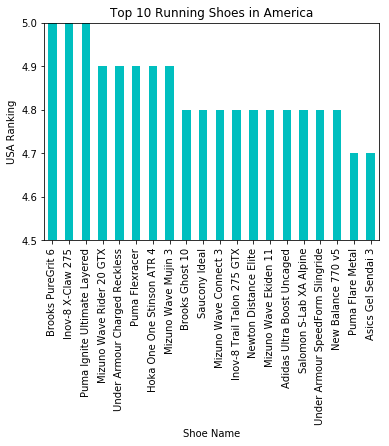 Top 10 Running Shoes in America
USA Ranking
5.0
4.9
4.8
4.7
4.6
4.5
Brooks PureGrit 6
Inov-8 X-Claw 275
Puma Ignite Ultimate Layered
Mizuno Wave Rider 20 GTX
Under Armour Charged Reckless
Puma Flexracer
Hoka One One Stinson ATR 4
Mizuno Wave Mujin 3
Brooks Ghost 10
Saucony Ideal
Mizuno Wave Connect 3
Inov-8 Trail Talon 275 GTX
Newton Distance Elite
Mizuno Wave Ekiden 11
Adidas Ultra Boost Uncaged
Salomon S-Lab XA Alpine
Under Armour SpeedForm Slingride
New Balance 770 v5
Puma Flare Metal
Asics Gel Sendai 3
Shoe Name